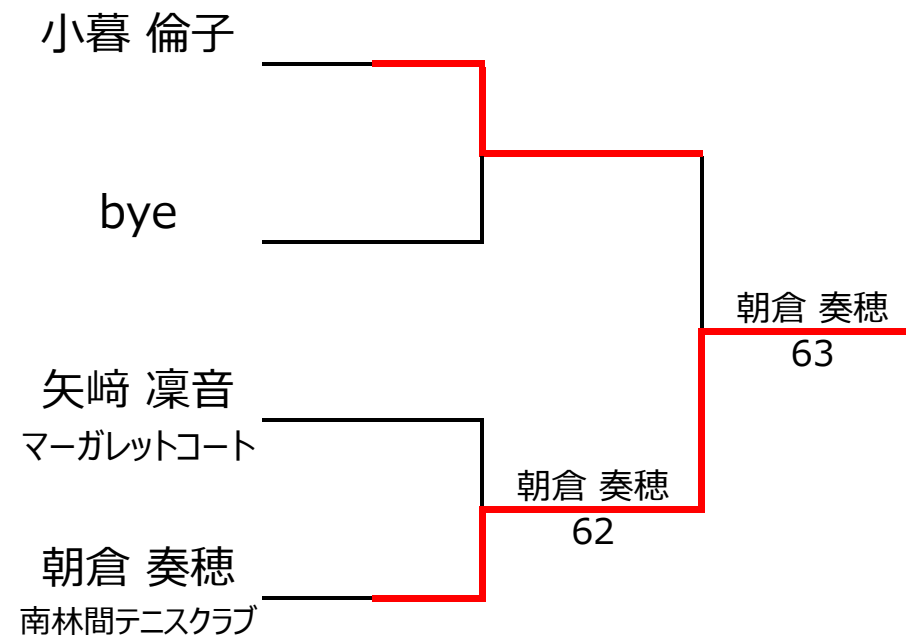 小暮 倫子
bye
矢﨑 凜音
マーガレットコート
朝倉 奏穂
南林間テニスクラブ
朝倉 奏穂
62
朝倉 奏穂
63